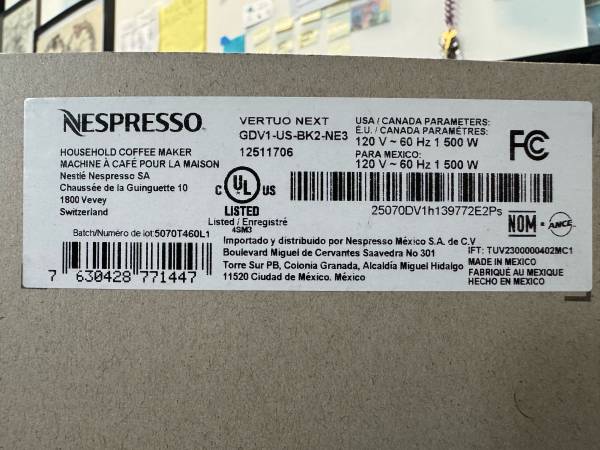 NESPRESSO
HOUSEHOLD COFFEE MAKER
MACHINE À CAFÉ POUR LA MAISON
Nestlé Nespresso SA
Chaussée de la Guinguette 10
1800 Vevey
Switzerland
Batch/Numéro de lot:5070T460L1
7 630428 771447
VERTUO NEXT
GDV1-US-BK2-NE3
12511706
C UL US
LISTED
Listed / Enregistré
4SM3
USA / CANADA PARAMETERS:
É.U. / CANADA PARAMÈTRES:
120 V ~ 60 Hz 1 500 W
PARA MEXICO:
120 V ~ 60 Hz 1 500 W
FC
25070DV1h139772E2Ps
NOM - ANCE
Importado y distribuido por Nespresso México S.A. de C.V
Boulevard Miguel de Cervantes Saavedra No 301
Torre Sur PB, Colonia Granada, Alcaldía Miguel Hidalgo
11520 Ciudad de México. México
IFT: TUV2300000402MC1
MADE IN MEXICO
FABRIQUÉ AU MEXIQUE
HECHO EN MEXICO